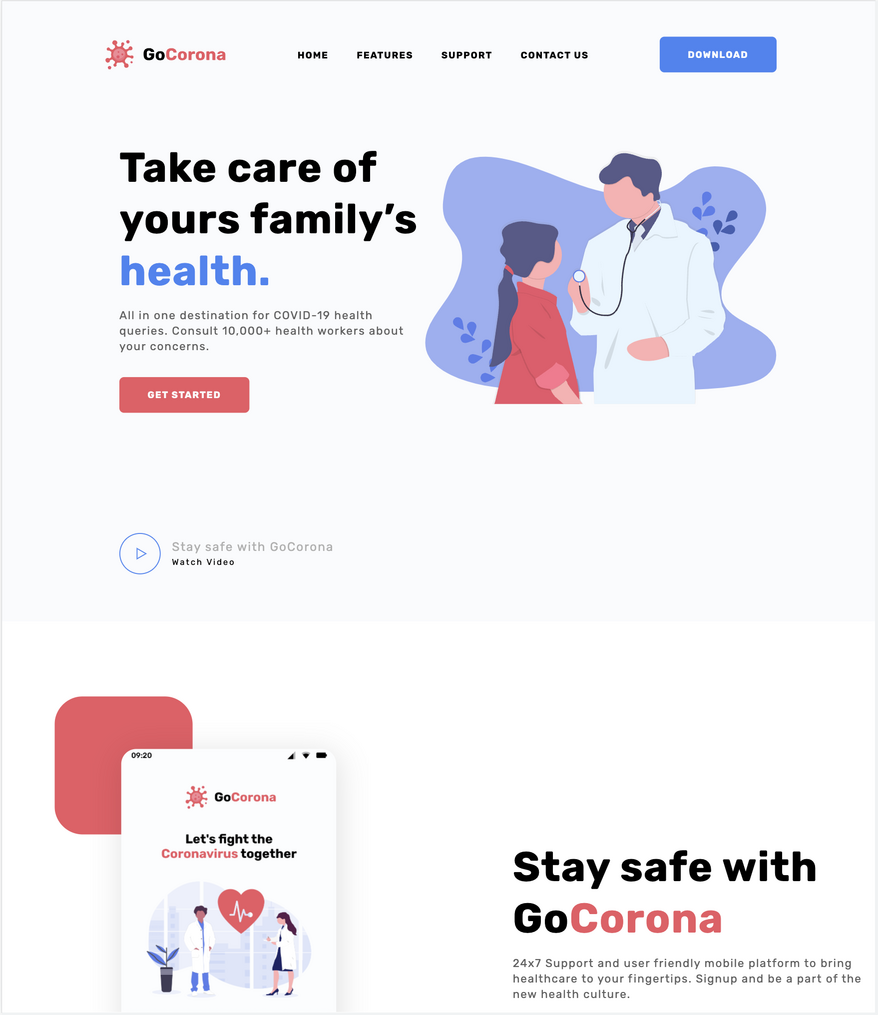 GoCorona
HOME
FEATURES
SUPPORT
CONTACT US
DOWNLOAD
Take care of
yours family’s
health.
All in one destination for COVID-19 health
queries. Consult 10,000+ health workers about
your concerns.
GET STARTED
Stay safe with GoCorona
Watch Video
09:20
GoCorona
Let's fight the
Coronavirus together
Stay safe with
GoCorona
24x7 Support and user friendly mobile platform to bring
healthcare to your fingertips. Signup and be a part of the
new health culture.